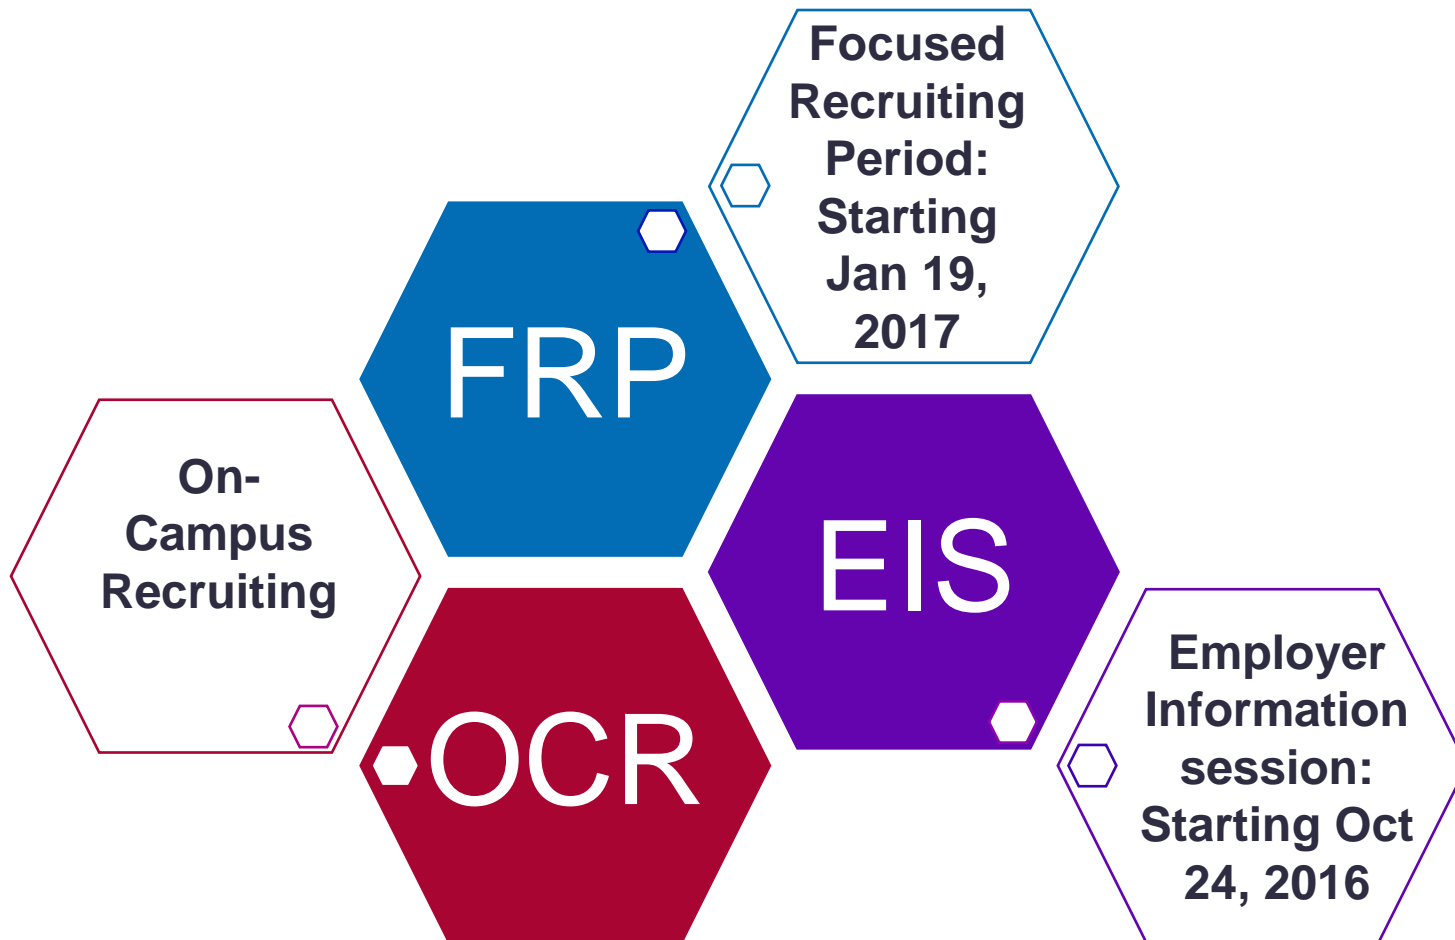 Focused
Recruiting
Period:
Starting
Jan 19,
2017
FRP
On-
Campus
Recruiting
EIS
OCR
Employer
Information
session:
Starting Oct
24, 2016